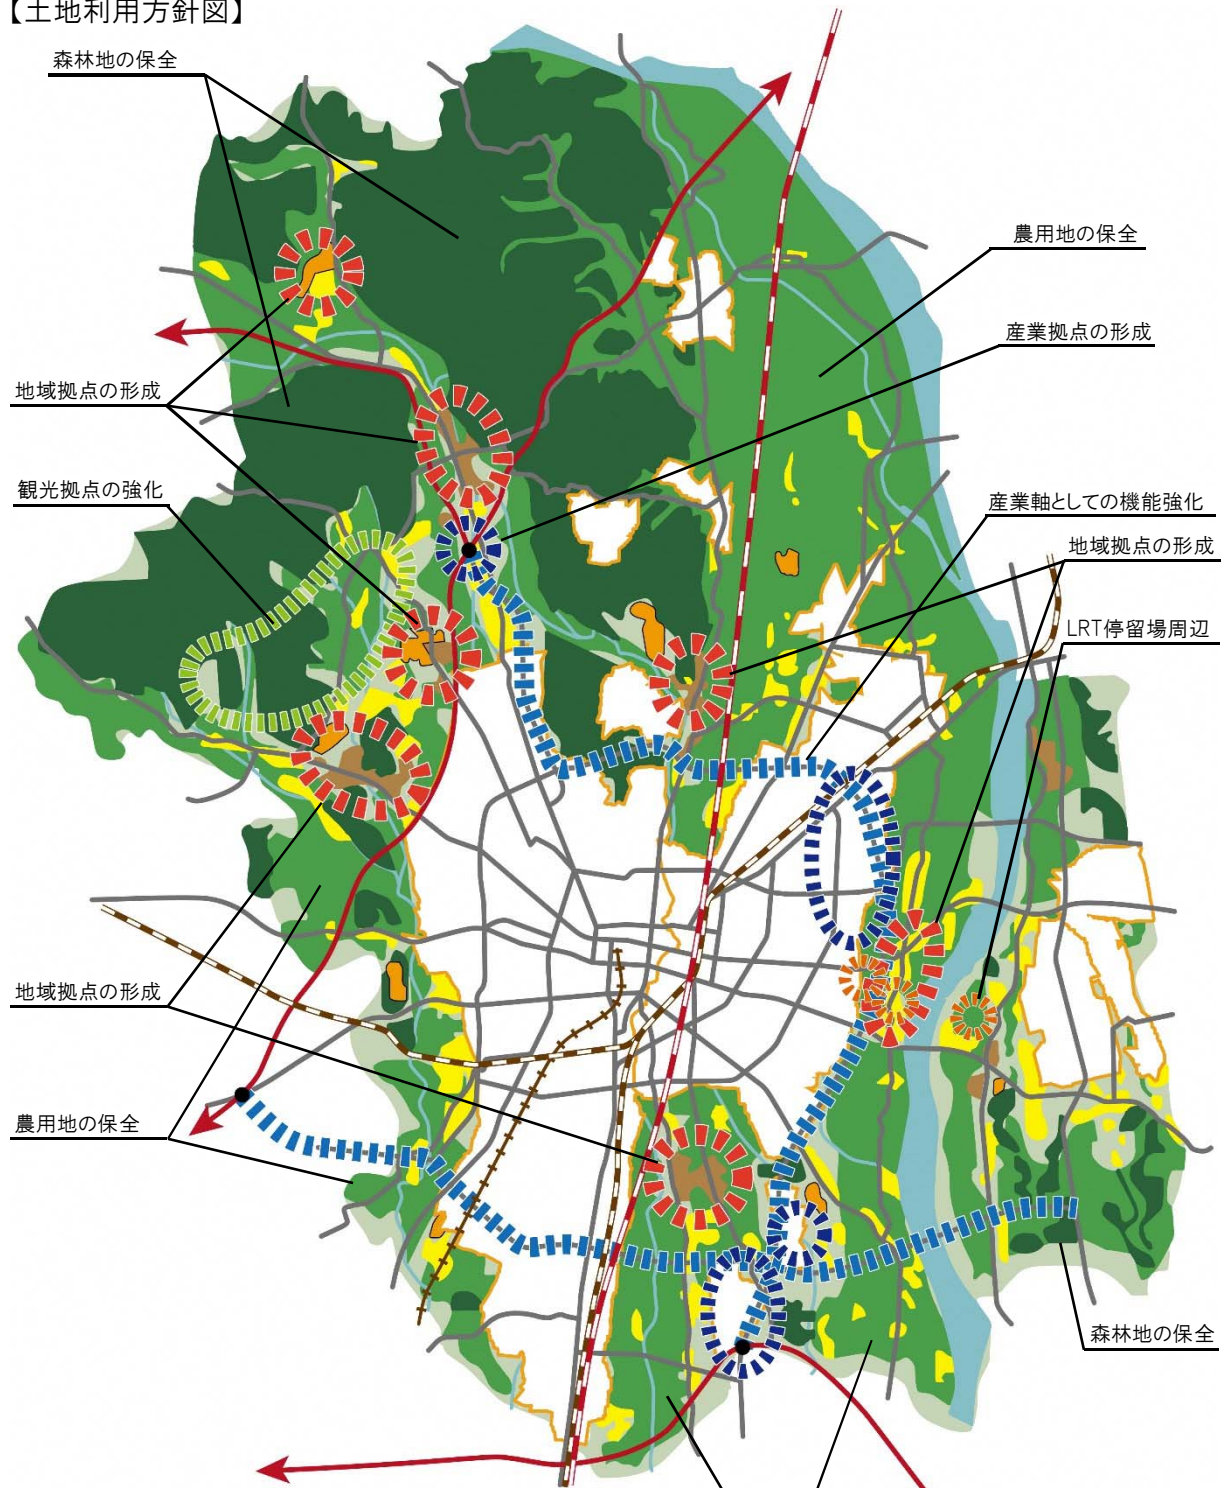 【土地利用方針図】
森林地の保全
農用地の保全
産業拠点の形成
地域拠点の形成
観光拠点の強化
産業軸としての機能強化
地域拠点の形成
LRT停留場周辺
地域拠点の形成
農用地の保全
森林地の保全